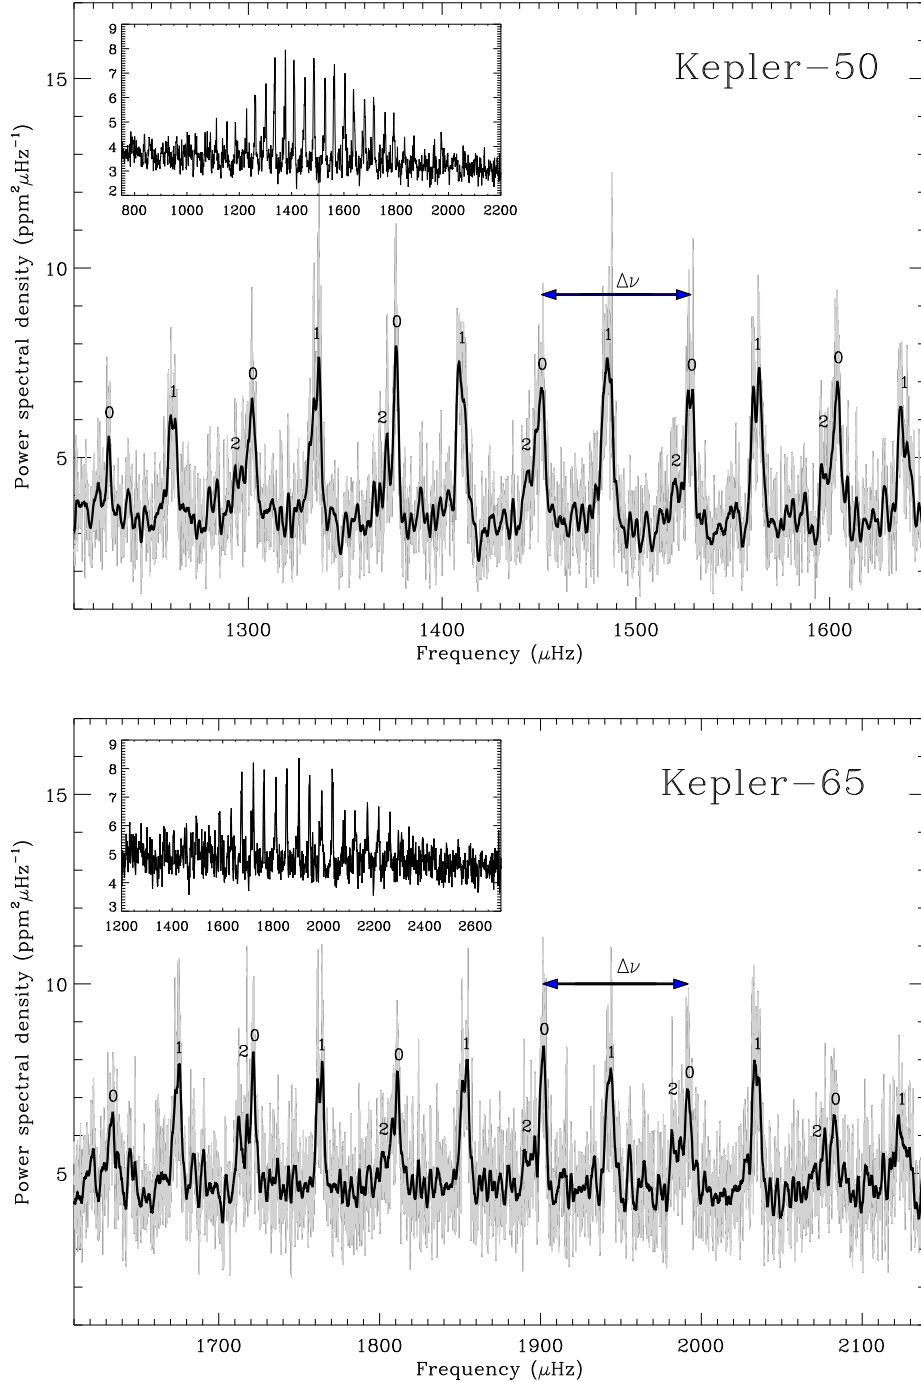 Kepler−50
9
8
7
6
5
4
3
2
800 1000 1200 1400 1600 1800 2000 2200
15
10
5
Power spectral density (ppm²μHz⁻¹)
Δν
0 1 2 0 1 2 0 1 2 0 1 2 0 1 2 0 1
1300 1400 1500 1600
Frequency (μHz)
Kepler−65
9
8
7
6
5
4
3
1200 1400 1600 1800 2000 2200 2400 2600
15
10
5
Power spectral density (ppm²μHz⁻¹)
Δν
0 1 2 0 1 2 0 1 2 0 1 2 0 1 2 0 1
1700 1800 1900 2000 2100
Frequency (μHz)